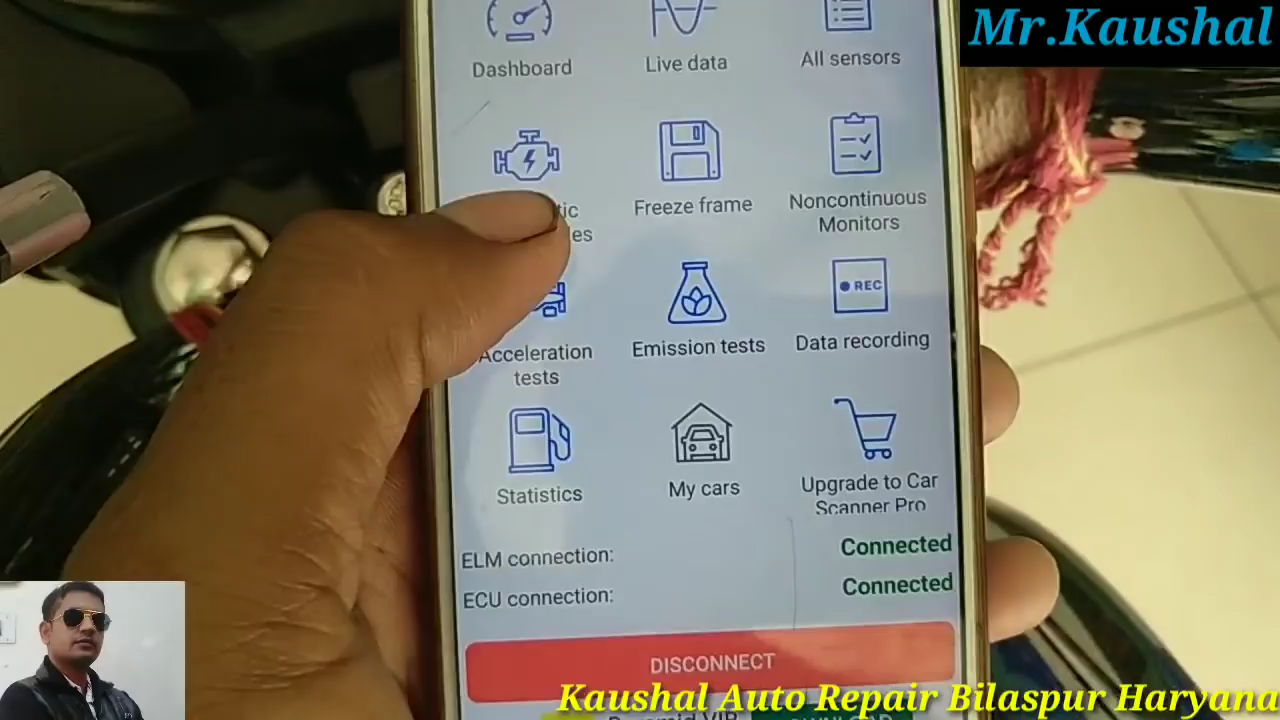 Mr.Kaushal
Dashboard
Live data
All sensors
Freeze frame
Noncontinuous
Monitors
Acceleration
tests
Emission tests
REC
Data recording
Statistics
My cars
Upgrade to Car
Scanner Pro
ELM connection:
Connected
ECU connection:
Connected
DISCONNECT
Kaushal Auto Repair Bilaspur Haryana